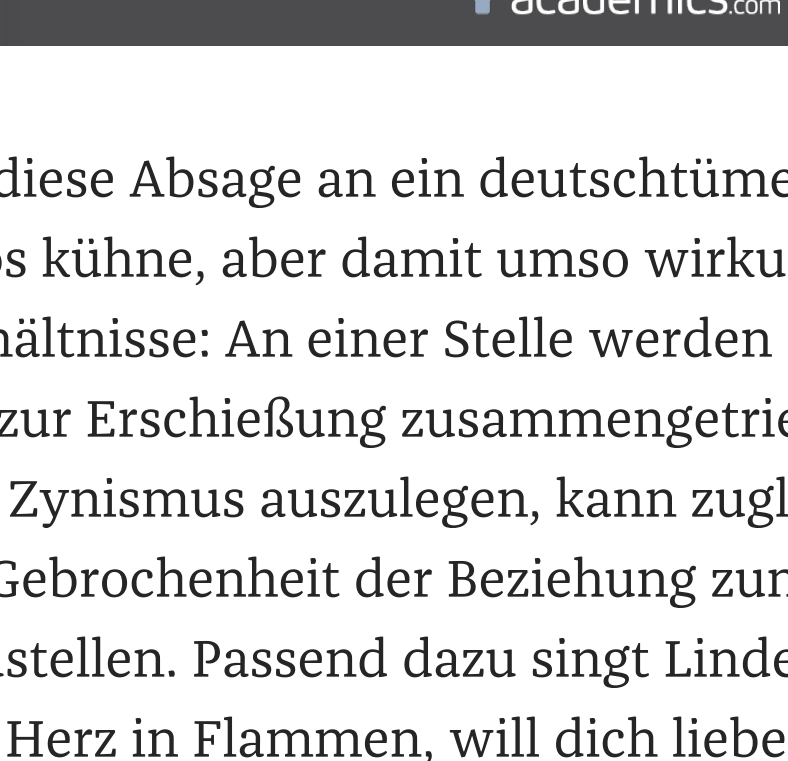 academics.com
diese Absage an ein deutschtüme
os kühne, aber damit umso wirku
hältnisse: An einer Stelle werden
zur Erschießung zusammengetrie
Zynismus auszulegen, kann zugl
Gebrochenheit der Beziehung zum
stellen. Passend dazu singt Linde
Herz in Flammen, will dich liebe